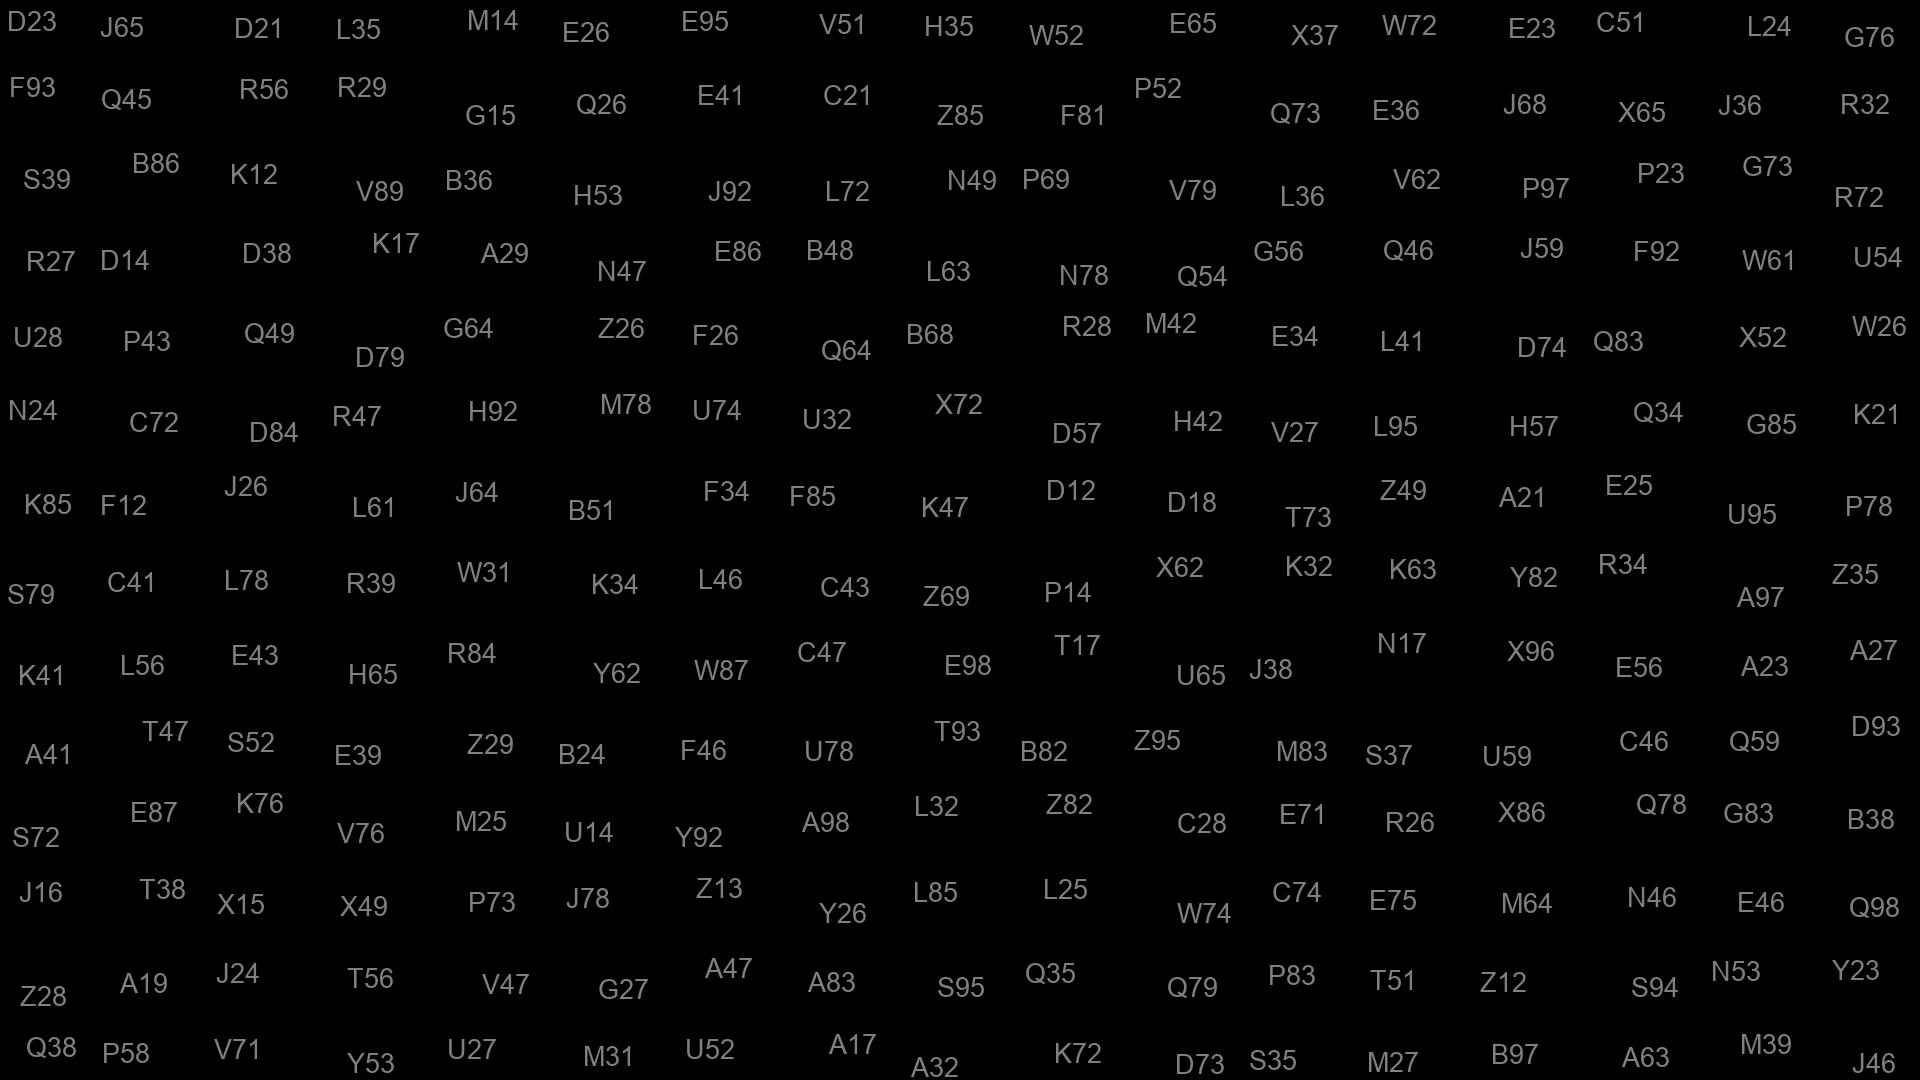 D23 J65 D21 L35 M14 E26 E95 V51 H35 W52 E65 X37 W72 E23 C51 L24 G76
F93 Q45 R56 R29 G15 Q26 E41 C21 Z85 F81 P52 Q73 E36 J68 X65 J36 R32
S39 B86 K12 V89 B36 H53 J92 L72 N49 P69 V79 L36 V62 P97 P23 G73 R72
R27 D14 D38 K17 A29 N47 E86 B48 L63 N78 Q54 G56 Q46 J59 F92 W61 U54
U28 P43 Q49 D79 G64 Z26 F26 Q64 B68 R28 M42 E34 L41 D74 Q83 X52 W26
N24 C72 D84 R47 H92 M78 U74 U32 X72 D57 H42 V27 L95 H57 Q34 G85 K21
K85 F12 J26 L61 J64 B51 F34 F85 K47 D12 D18 T73 Z49 A21 E25 U95 P78
S79 C41 L78 R39 W31 K34 L46 C43 Z69 P14 X62 K32 K63 Y82 R34 A97 Z35
K41 L56 E43 H65 R84 Y62 W87 C47 E98 T17 U65 J38 N17 X96 E56 A23 A27
A41 T47 S52 E39 Z29 B24 F46 U78 T93 B82 Z95 M83 S37 U59 C46 Q59 D93
S72 E87 K76 V76 M25 U14 Y92 A98 L32 Z82 C28 E71 R26 X86 Q78 G83 B38
J16 T38 X15 X49 P73 J78 Z13 Y26 L85 L25 W74 C74 E75 M64 N46 E46 Q98
Z28 A19 J24 T56 V47 G27 A47 A83 S95 Q35 Q79 P83 T51 Z12 S94 N53 Y23
Q38 P58 V71 Y53 U27 M31 U52 A17 A32 K72 D73 S35 M27 B97 A63 M39 J46